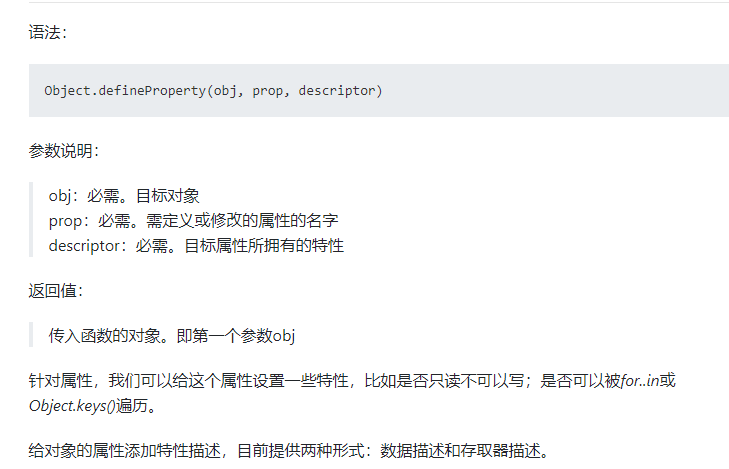 语法：
Object.defineProperty(obj, prop, descriptor)
参数说明：
obj：必需。目标对象
prop：必需。需定义或修改的属性的名字
descriptor：必需。目标属性所拥有的特性
返回值：
传入函数的对象。即第一个参数obj
针对属性，我们可以给这个属性设置一些特性，比如是否只读不可以写；是否可以被for..in或
Object.keys()遍历。
给对象的属性添加特性描述，目前提供两种形式：数据描述和存取器描述。